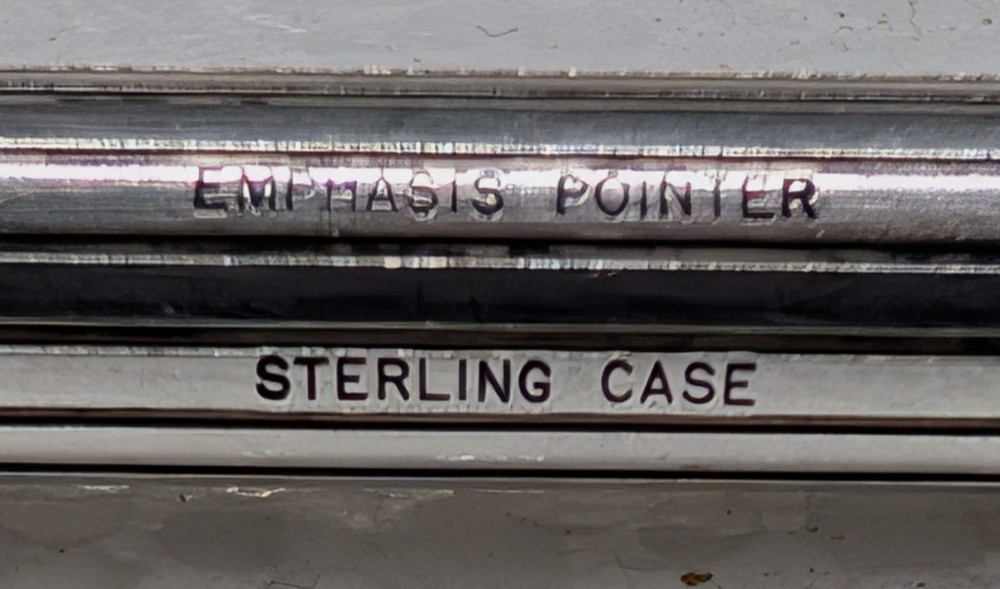 EMPHASIS POINTER
STERLING CASE